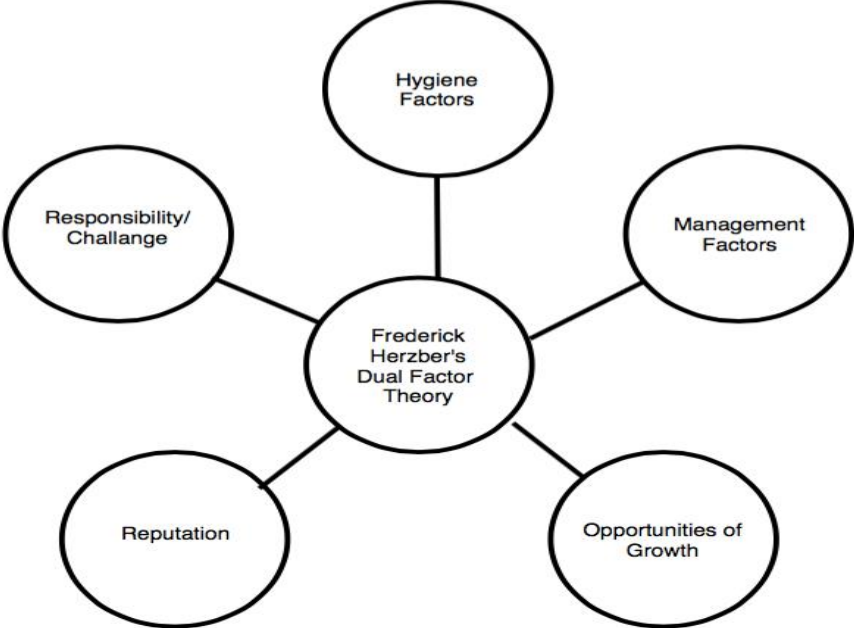 Hygiene
Factors
Responsibility/
Challange
Management
Factors
Frederick
Herzber's
Dual Factor
Theory
Reputation
Opportunities of
Growth